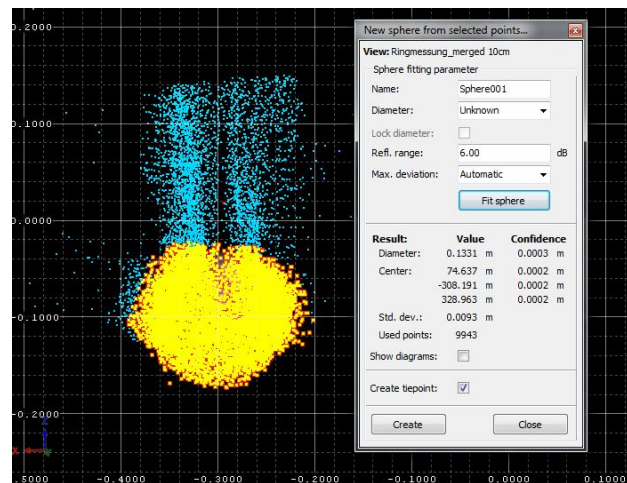 0.2000
New sphere from selected points...
View: Ringmessung_merged 10cm
Sphere fitting parameter
Name: Sphere001
Diameter: Unknown
Lock diameter:
0.1000
Refl. range: 6.00 dB
Max. deviation: Automatic
Fit sphere
0.0000
Result: Value Confidence
Diameter: 0.1331 m 0.0003 m
Center: 74.637 m 0.0002 m
-308.191 m 0.0002 m
328.963 m 0.0002 m
-0.1000
Std. dev.: 0.0093 m
Used points: 9943
Show diagrams:
Create tiepoint:
-0.2000
Create Close
X
.5000 -0.4000 -0.3000 -0.2000 -0.1000 0.0000 0.1000